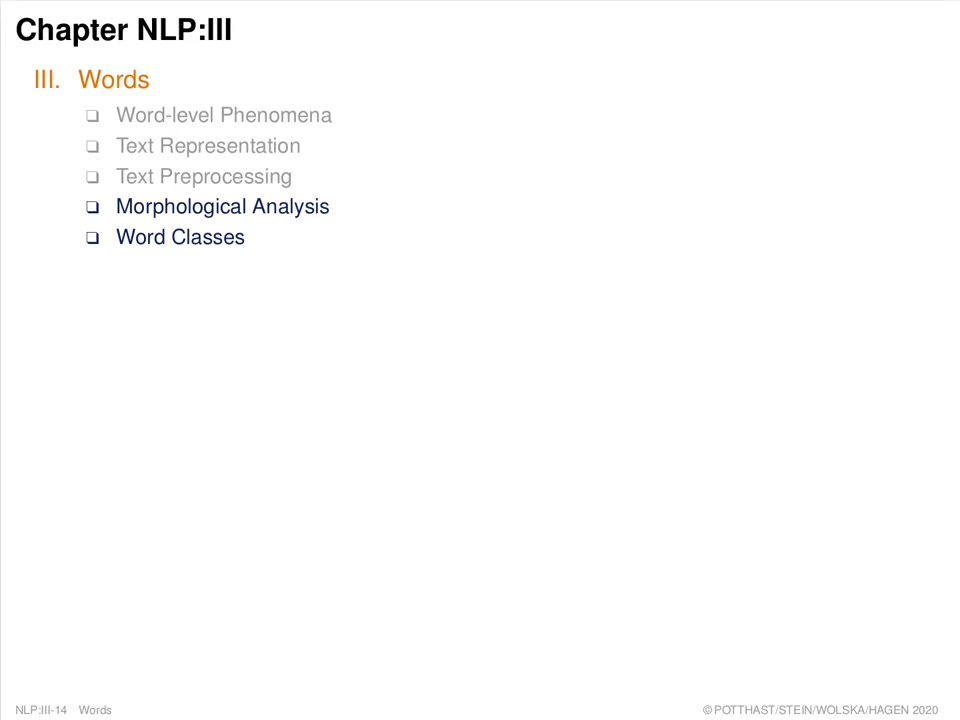 Chapter NLP:III
III. Words
❑ Word-level Phenomena
❑ Text Representation
❑ Text Preprocessing
❑ Morphological Analysis
❑ Word Classes
NLP:III-14 Words
© POTTHAST/STEIN/WOLSKA/HAGEN 2020